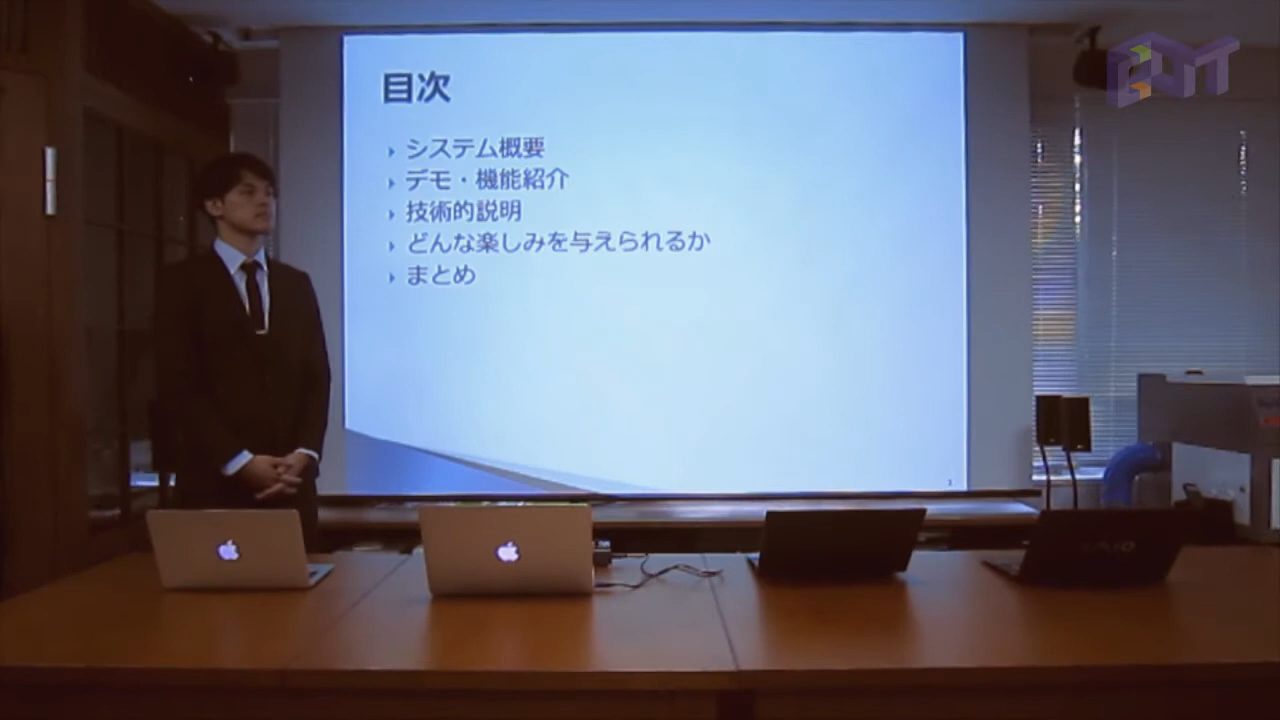 目次
システム概要
デモ・機能紹介
技術的説明
どんな楽しみを与えられるか
まとめ
1